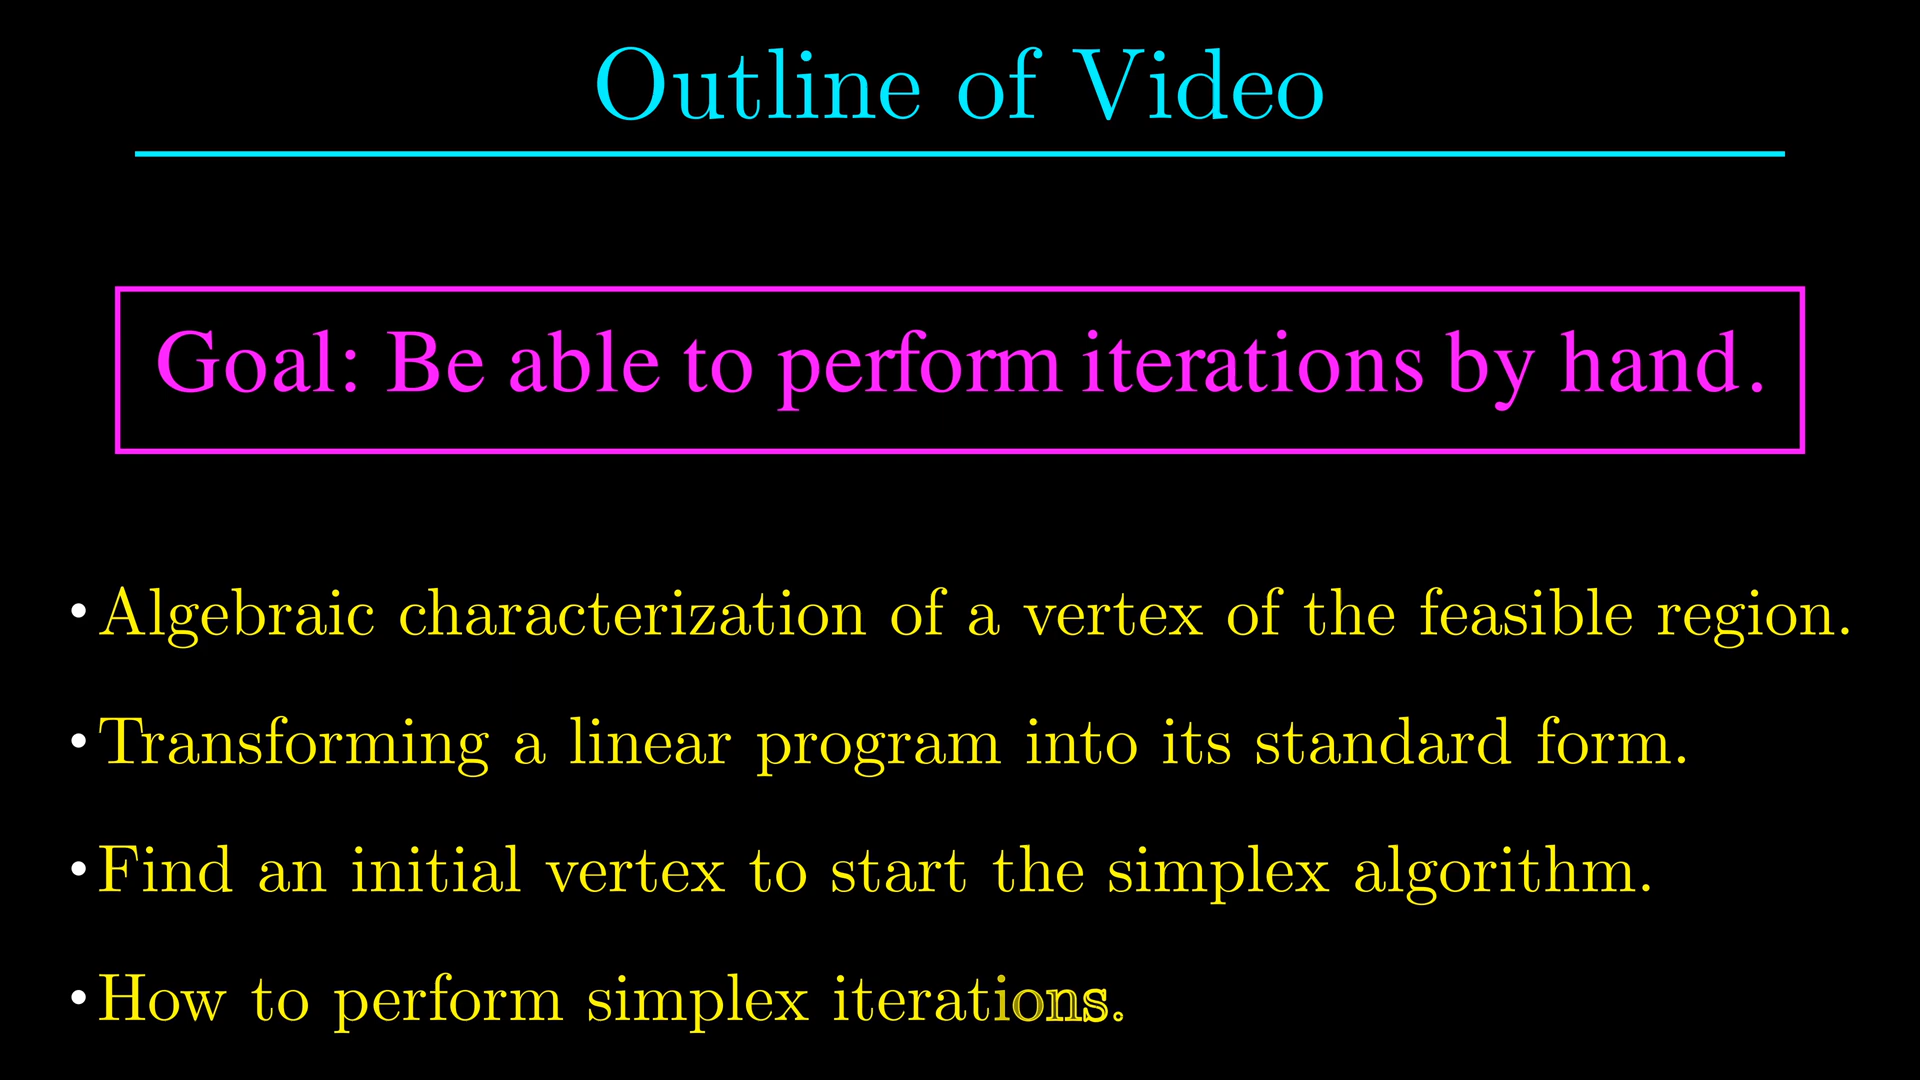 Outline of Video
Goal: Be able to perform iterations by hand.
• Algebraic characterization of a vertex of the feasible region.
• Transforming a linear program into its standard form.
• Find an initial vertex to start the simplex algorithm.
• How to perform simplex iterations.